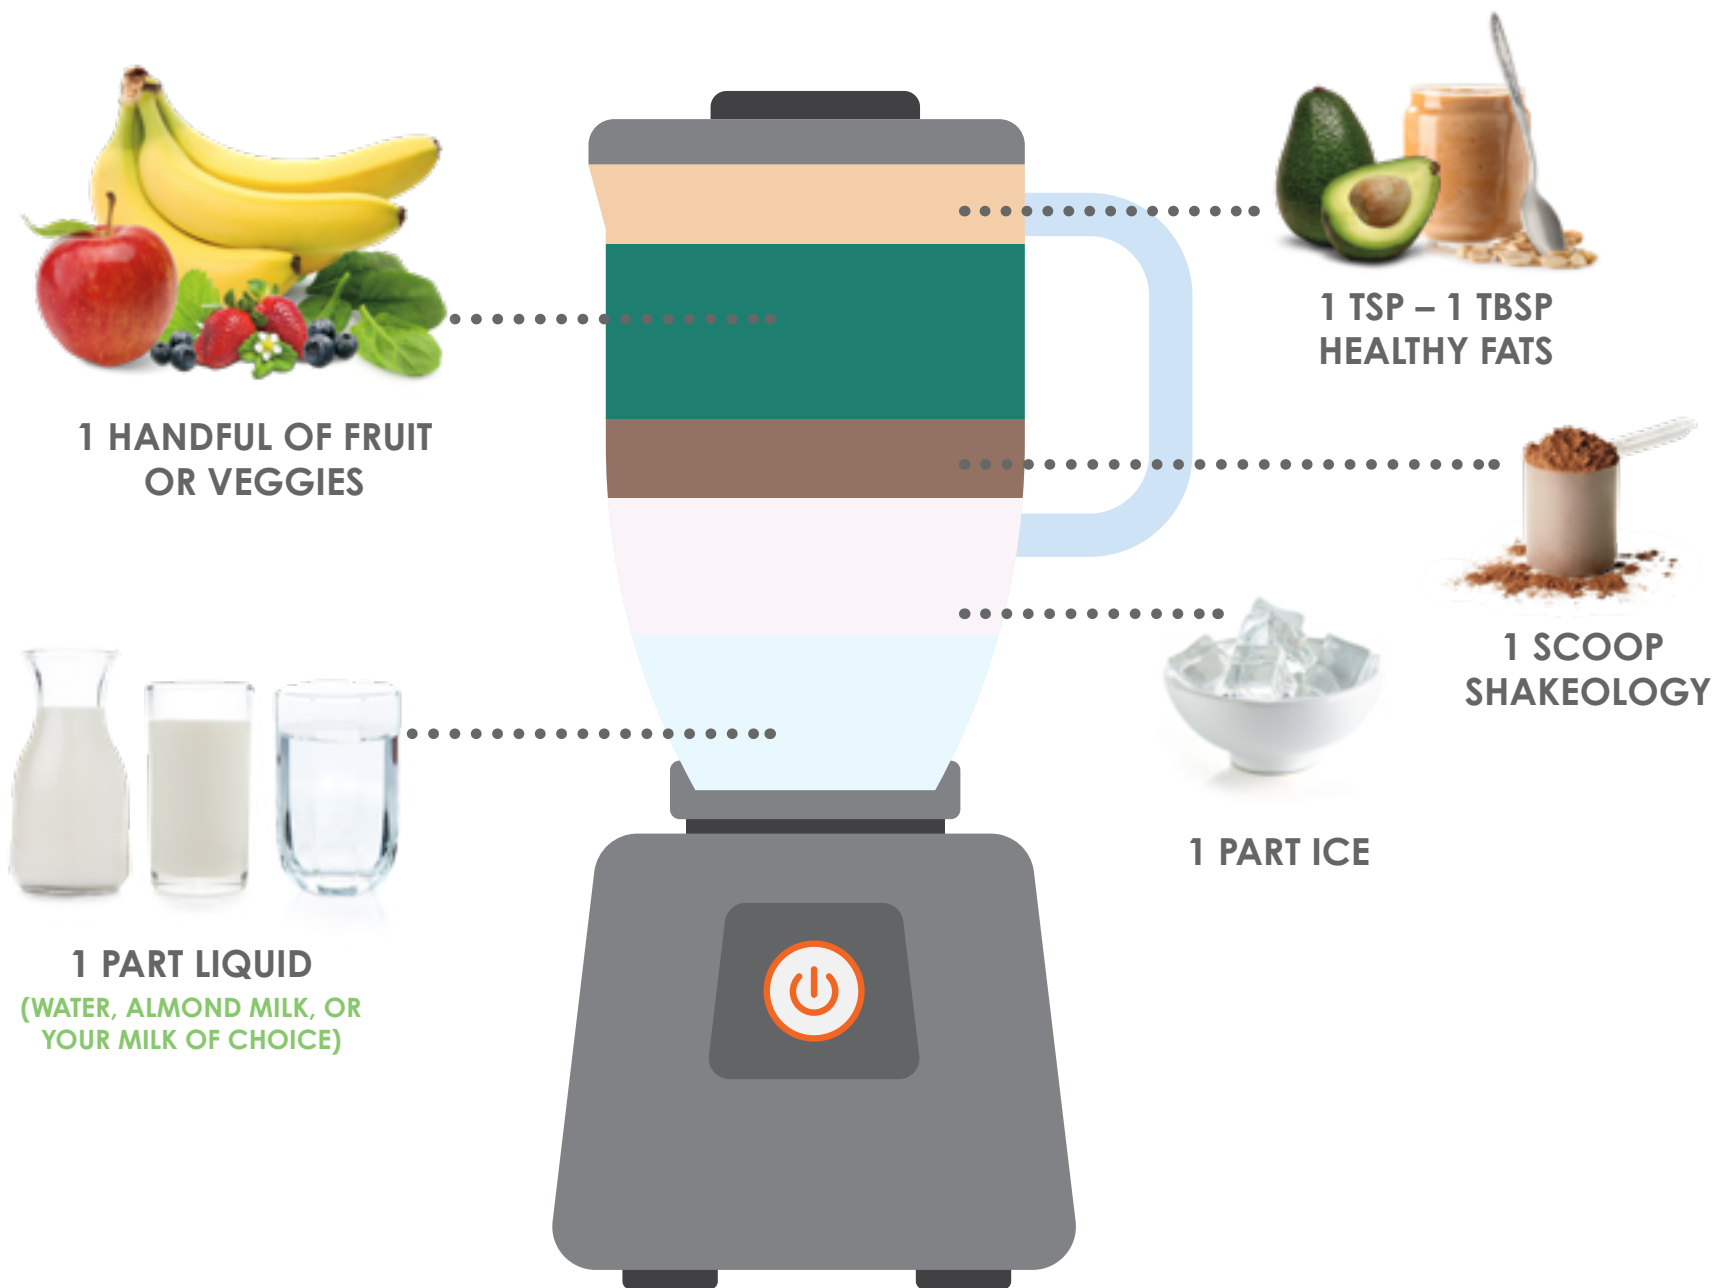 1 HANDFUL OF FRUIT
OR VEGGIES
1 TSP – 1 TBSP
HEALTHY FATS
1 SCOOP
SHAKEOLOGY
1 PART ICE
1 PART LIQUID
(WATER, ALMOND MILK, OR
YOUR MILK OF CHOICE)